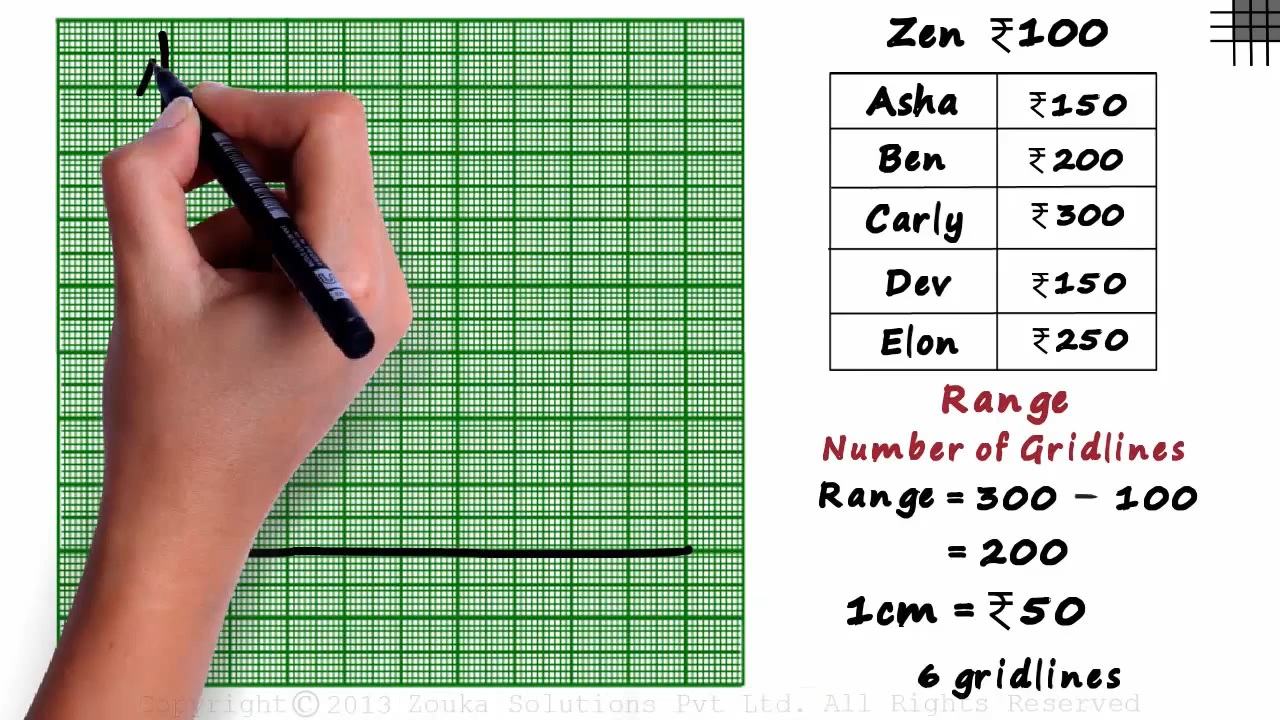 Zen ₹100
Asha ₹150
Ben ₹200
Carly ₹300
Dev ₹150
Elon ₹250
Range
Number of Gridlines
Range = 300 - 100
= 200
1cm = ₹50
6 gridlines
Copyright © 2013 Zouka Solutions Pvt Ltd. All Rights Reserved